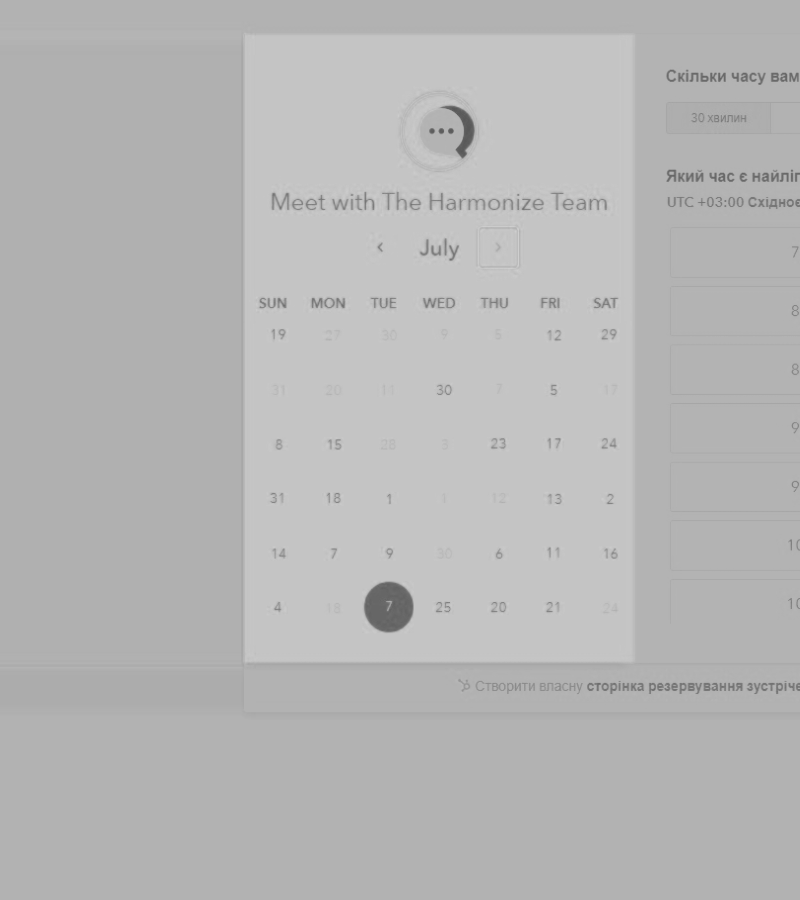 Meet with The Harmonize Team
July
SUN MON TUE WED THU FRI SAT
19 27 30 9 5 12 29
31 20 11 30 7 5 17
8 15 28 3 23 17 24
31 18 1 1 12 13 2
14 7 9 30 6 11 16
4 18 7 25 20 21 24
Скільки часу вам
30 хвилин
Який час є найліп
UTC +03:00 Східноє
7
8
8
9
9
10
10
Створити власну сторінка резервування зустріче